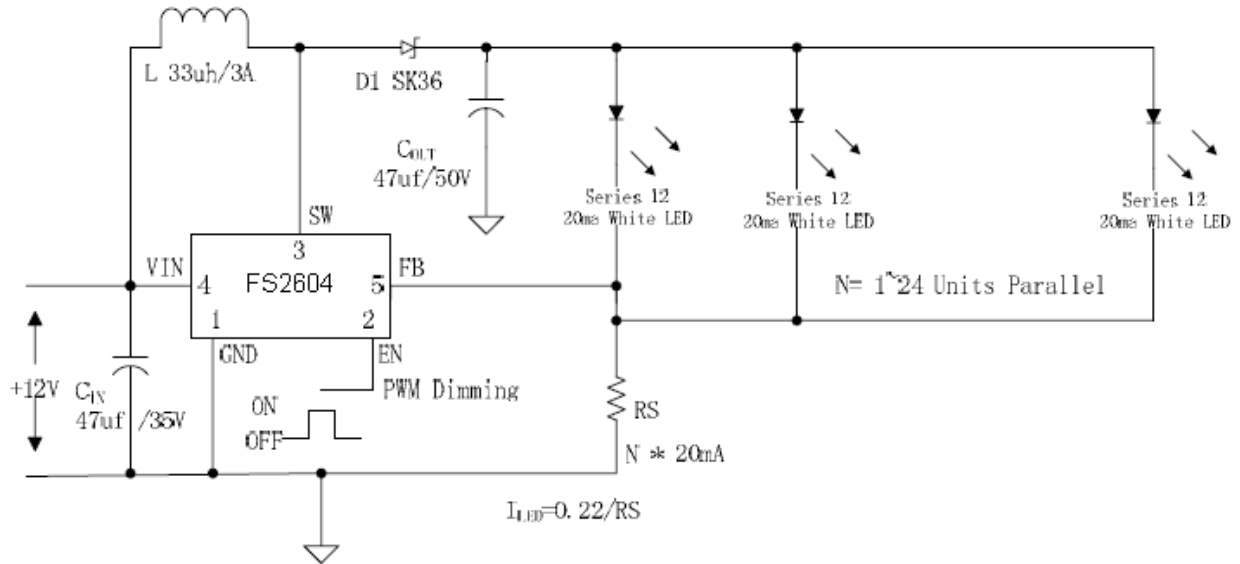 L 33uh/3A
D1 SK36
COUT
47uf/50V
Series 12
20ma White LED
Series 12
20ma White LED
Series 12
20ma White LED
SW
3
VIN
4
FS2604
5
FB
1
2
GND
EN
N= 1~24 Units Parallel
+12V
CIN
47uf /35V
PWM Dimming
ON
OFF
RS
N * 20mA
ILED=0.22/RS